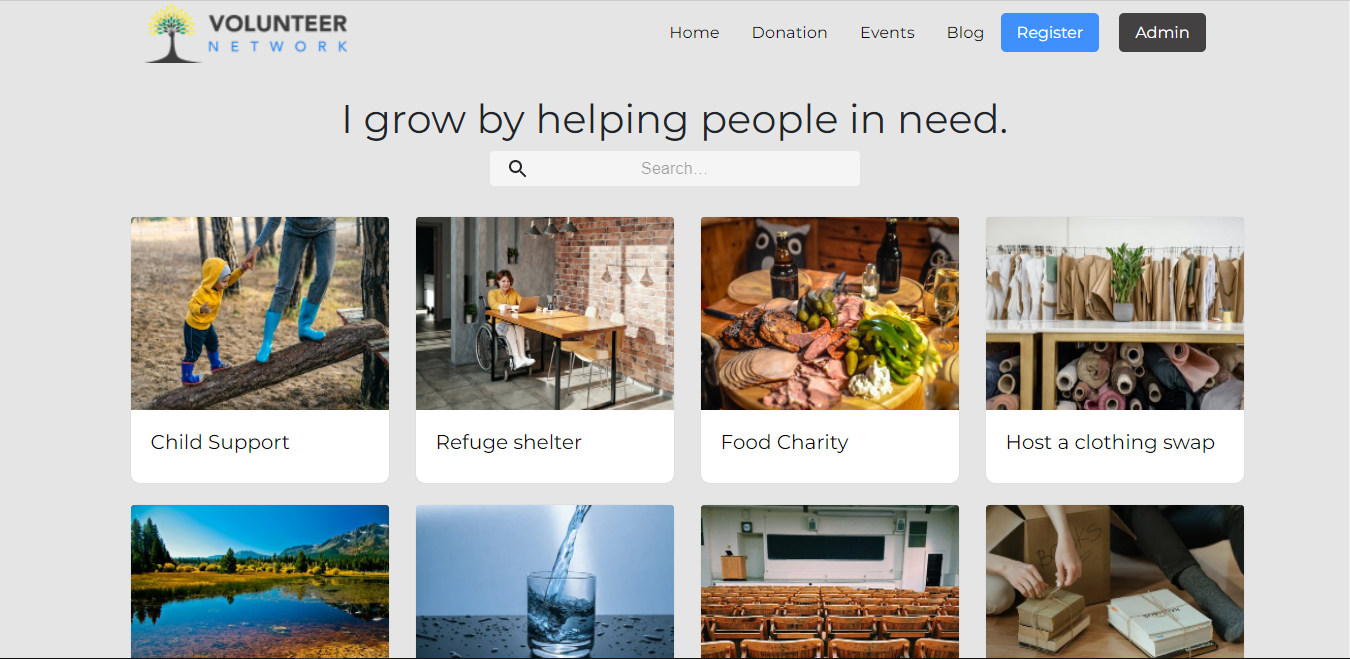 VOLUNTEER
NETWORK
Home Donation Events Blog Register Admin
I grow by helping people in need.
Search...
Child Support Refuge shelter Food Charity Host a clothing swap
BOOKS